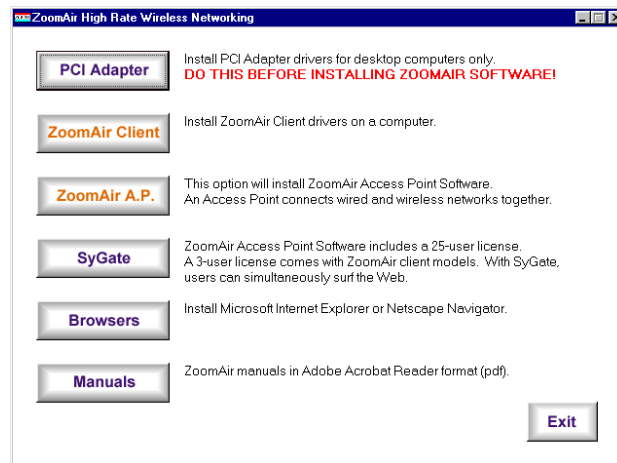 ZoomAir High Rate Wireless Networking
PCI Adapter
Install PCI Adapter drivers for desktop computers only.
DO THIS BEFORE INSTALLING ZOOMAIR SOFTWARE!
ZoomAir Client
Install ZoomAir Client drivers on a computer.
ZoomAir A.P.
This option will install ZoomAir Access Point Software.
An Access Point connects wired and wireless networks together.
SyGate
ZoomAir Access Point Software includes a 25-user license.
A 3-user license comes with ZoomAir client models. With SyGate,
users can simultaneously surf the Web.
Browsers
Install Microsoft Internet Explorer or Netscape Navigator.
Manuals
ZoomAir manuals in Adobe Acrobat Reader format (pdf).
Exit